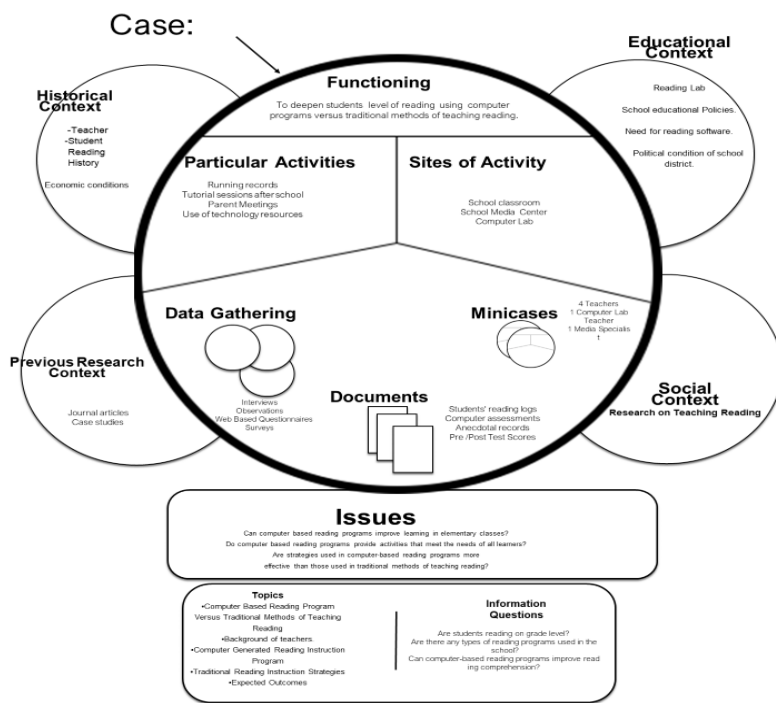 Case:
Historical
Context
-Teacher
-Student
Reading
History
Economic conditions
Functioning
To deepen students level of reading using computer
programs versus traditional methods of teaching reading.
Educational
Context
Reading Lab
School educational Policies.
Need for reading software.
Political condition of school
district.
Particular Activities
Running records
Tutorial sessions after school
Parent Meetings
Use of technology resources
Sites of Activity
School classroom
School Media Center
Computer Lab
Previous Research
Context
Journal articles
Case studies
Data Gathering
Interviews
Observations
Web Based Questionnaires
Surveys
Documents
Students' reading logs
Computer assessments
Anecdotal records
Pre /Post Test Scores
Minicases
4 Teachers
1 Computer Lab
Teacher
1 Media Specialis
t
Social
Context
Research on Teaching Reading
Issues
Can computer based reading programs improve learning in elementary classes?
Do computer based reading programs provide activities that meet the needs of all learners?
Are strategies used in computer-based reading programs more
effective than those used in traditional methods of teaching reading?
Topics
•Computer Based Reading Program
Versus Traditional Methods of Teaching
Reading
•Background of teachers.
•Computer Generated Reading Instruction
Program
•Traditional Reading Instruction Strategies
•Expected Outcomes
Information
Questions
Are students reading on grade level?
Are there any types of reading programs used in the
school?
Can computer-based reading programs improve read
ing comprehension?